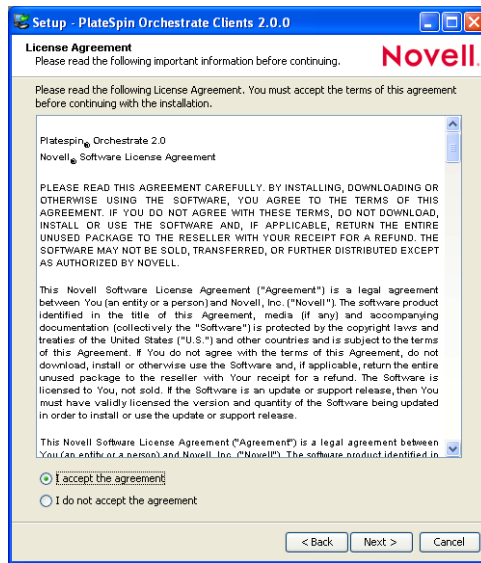 Setup - PlateSpin Orchestrate Clients 2.0.0
License Agreement
Please read the following important information before continuing.
Novell.
Please read the following License Agreement. You must accept the terms of this agreement
before continuing with the installation.
Platespin® Orchestrate 2.0
Novell® Software License Agreement
PLEASE READ THIS AGREEMENT CAREFULLY. BY INSTALLING, DOWNLOADING OR
OTHERWISE USING THE SOFTWARE, YOU AGREE TO THE TERMS OF THIS
AGREEMENT. IF YOU DO NOT AGREE WITH THESE TERMS, DO NOT DOWNLOAD,
INSTALL OR USE THE SOFTWARE AND, IF APPLICABLE, RETURN THE ENTIRE
UNUSED PACKAGE TO THE RESELLER WITH YOUR RECEIPT FOR A REFUND. THE
SOFTWARE MAY NOT BE SOLD, TRANSFERRED, OR FURTHER DISTRIBUTED EXCEPT
AS AUTHORIZED BY NOVELL.
This Novell Software License Agreement ("Agreement") is a legal agreement
between You (an entity or a person) and Novell, Inc. ("Novell"). The software product
identified in the title of this Agreement, media (if any) and accompanying
documentation (collectively the "Software") is protected by the copyright laws and
treaties of the United States ("U.S.") and other countries and is subject to the terms
of this Agreement. If You do not agree with the terms of this Agreement, do not
download, install or otherwise use the Software and, if applicable, return the entire
unused package to the reseller with Your receipt for a refund. The Software is
licensed to You, not sold. If the Software is an update or support release, then You
must have validly licensed the version and quantity of the Software being updated
in order to install or use the update or support release.
This Novell Software License Agreement ("Agreement") is a legal agreement between
You (an entity or a person) and Novell, Inc. ("Novell"). The software product identified in
I accept the agreement
I do not accept the agreement
< Back
Next >
Cancel